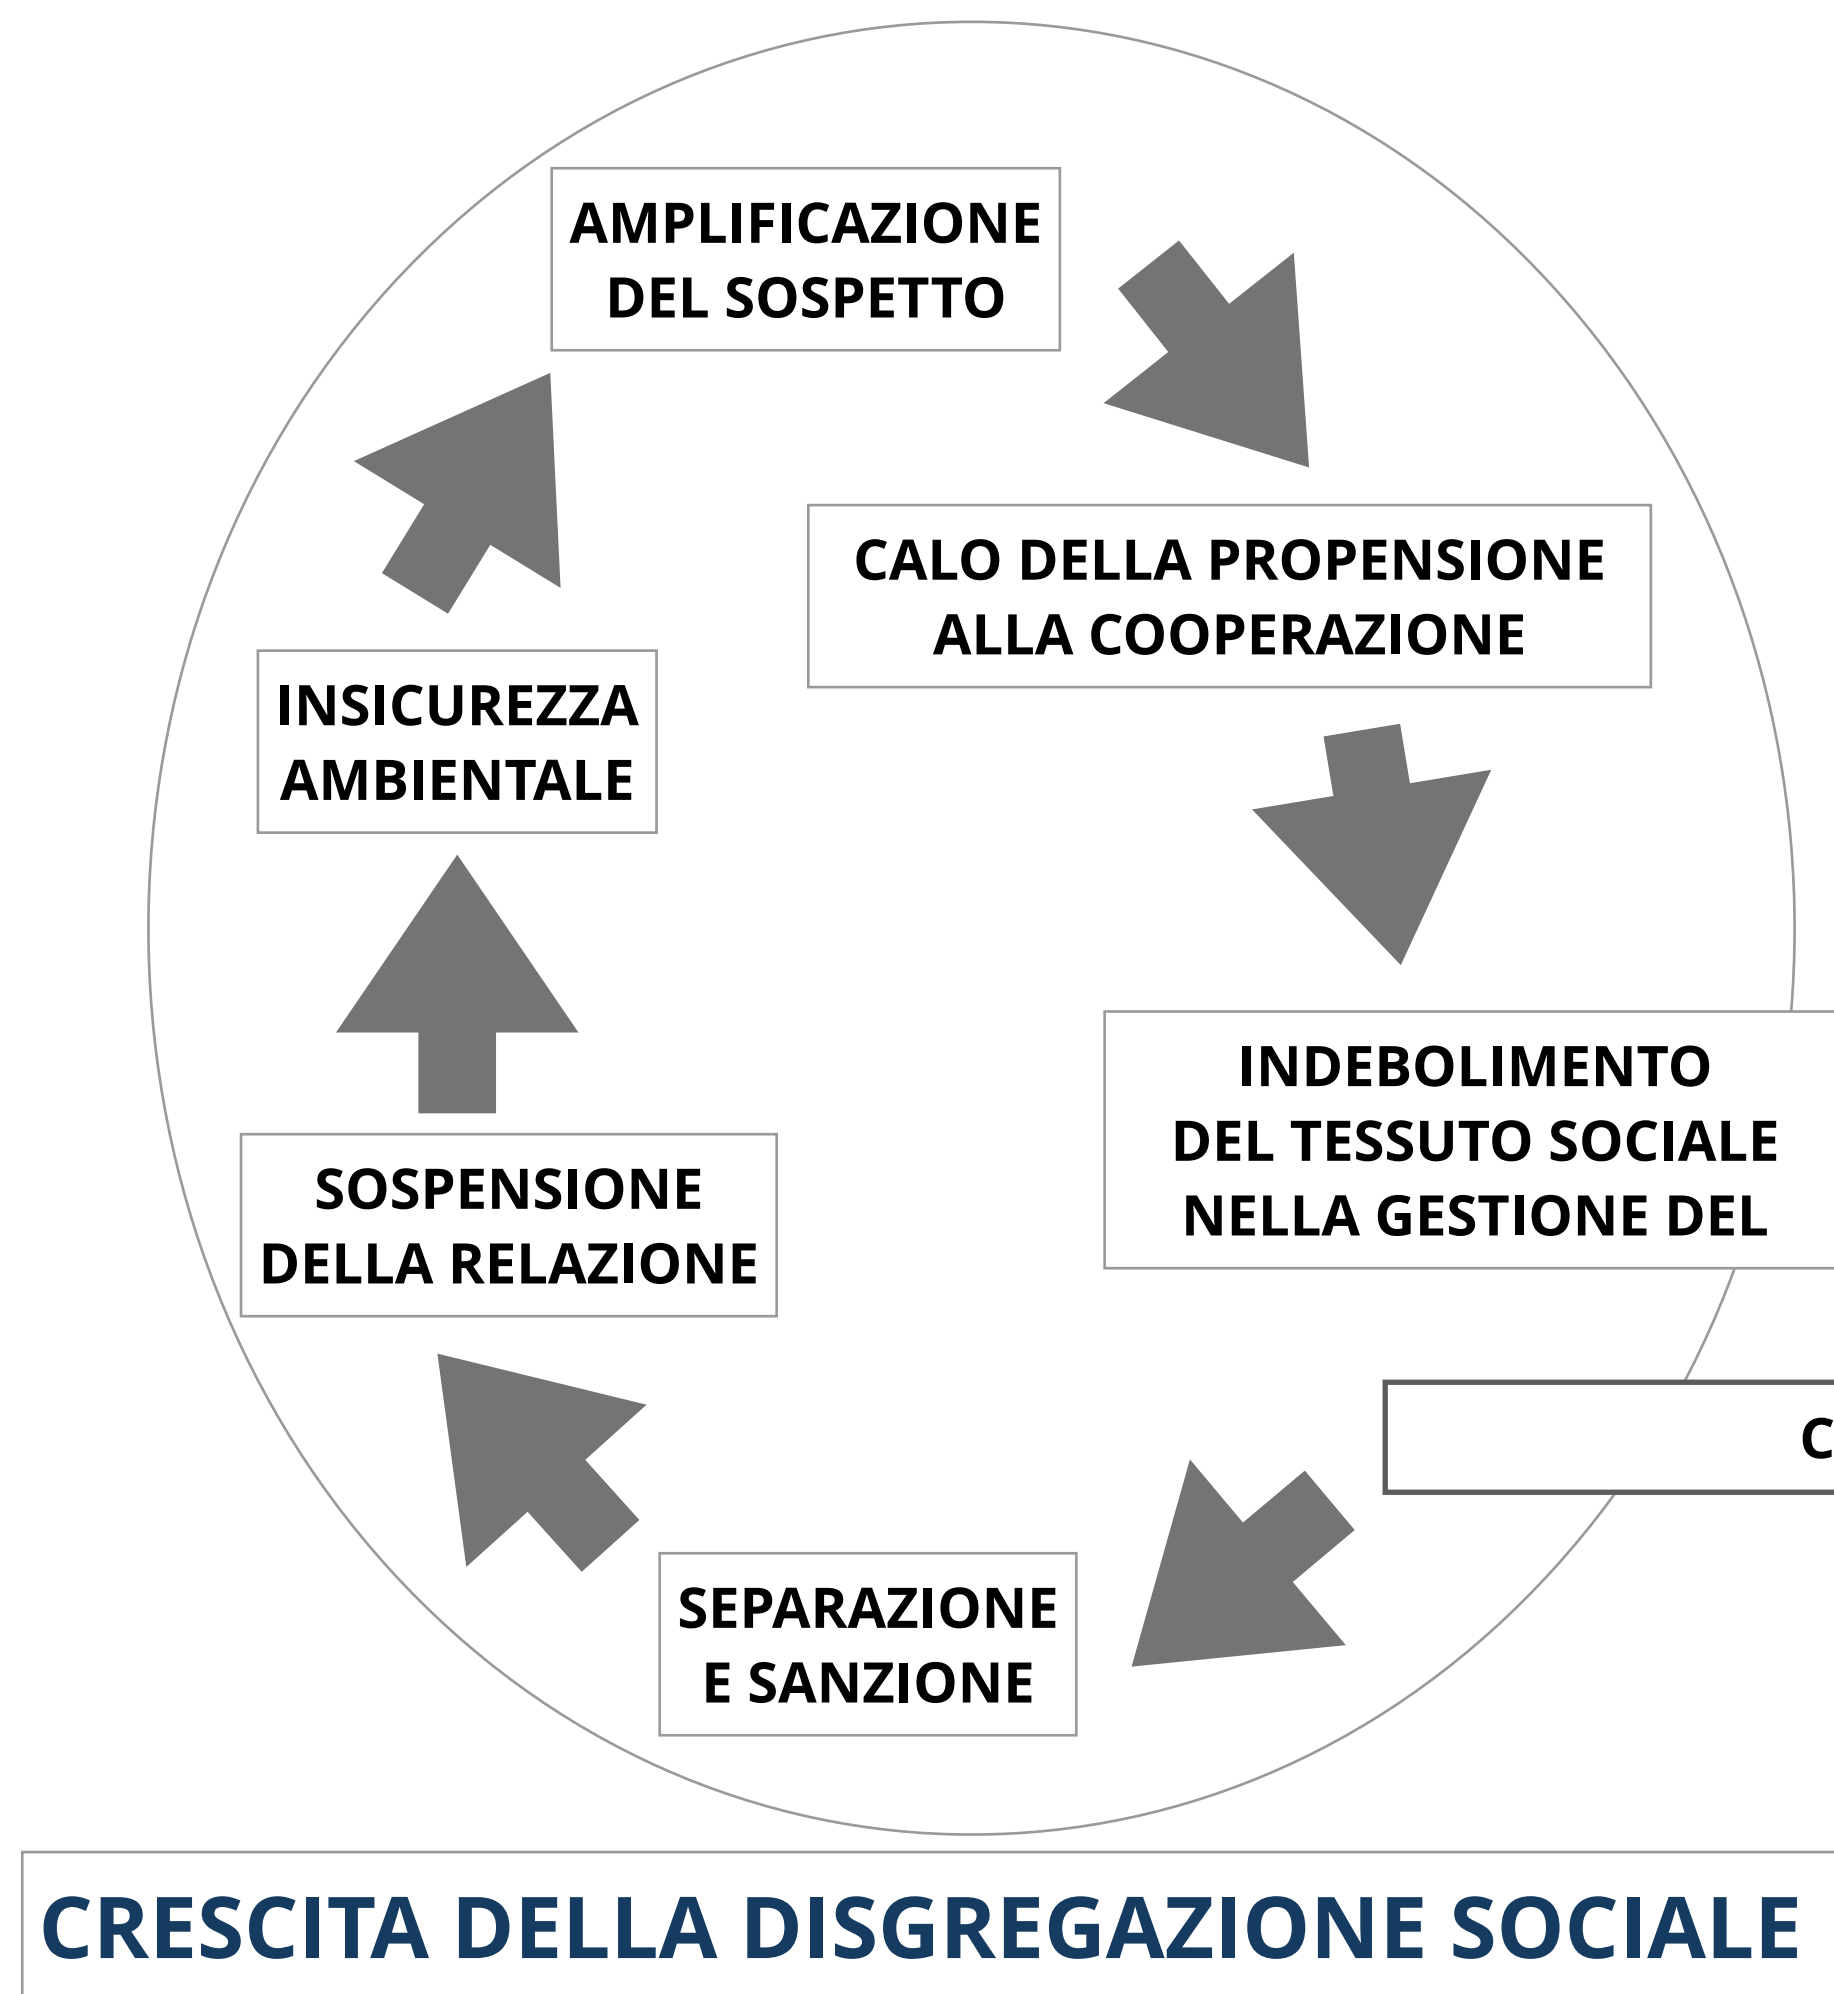 AMPLIFICAZIONE
DEL SOSPETTO
CALO DELLA PROPENSIONE
ALLA COOPERAZIONE
INSICUREZZA
AMBIENTALE
INDEBOLIMENTO
DEL TESSUTO SOCIALE
NELLA GESTIONE DEL
SOSPENSIONE
DELLA RELAZIONE
SEPARAZIONE
E SANZIONE
CRESCITA DELLA DISGREGAZIONE SOCIALE